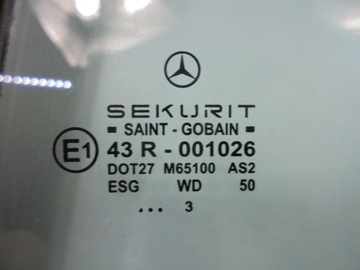 SEKURIT
SAINT - GOBAIN
E1 43 R - 001026
DOT27 M65100 AS2
ESG WD 50
... 3